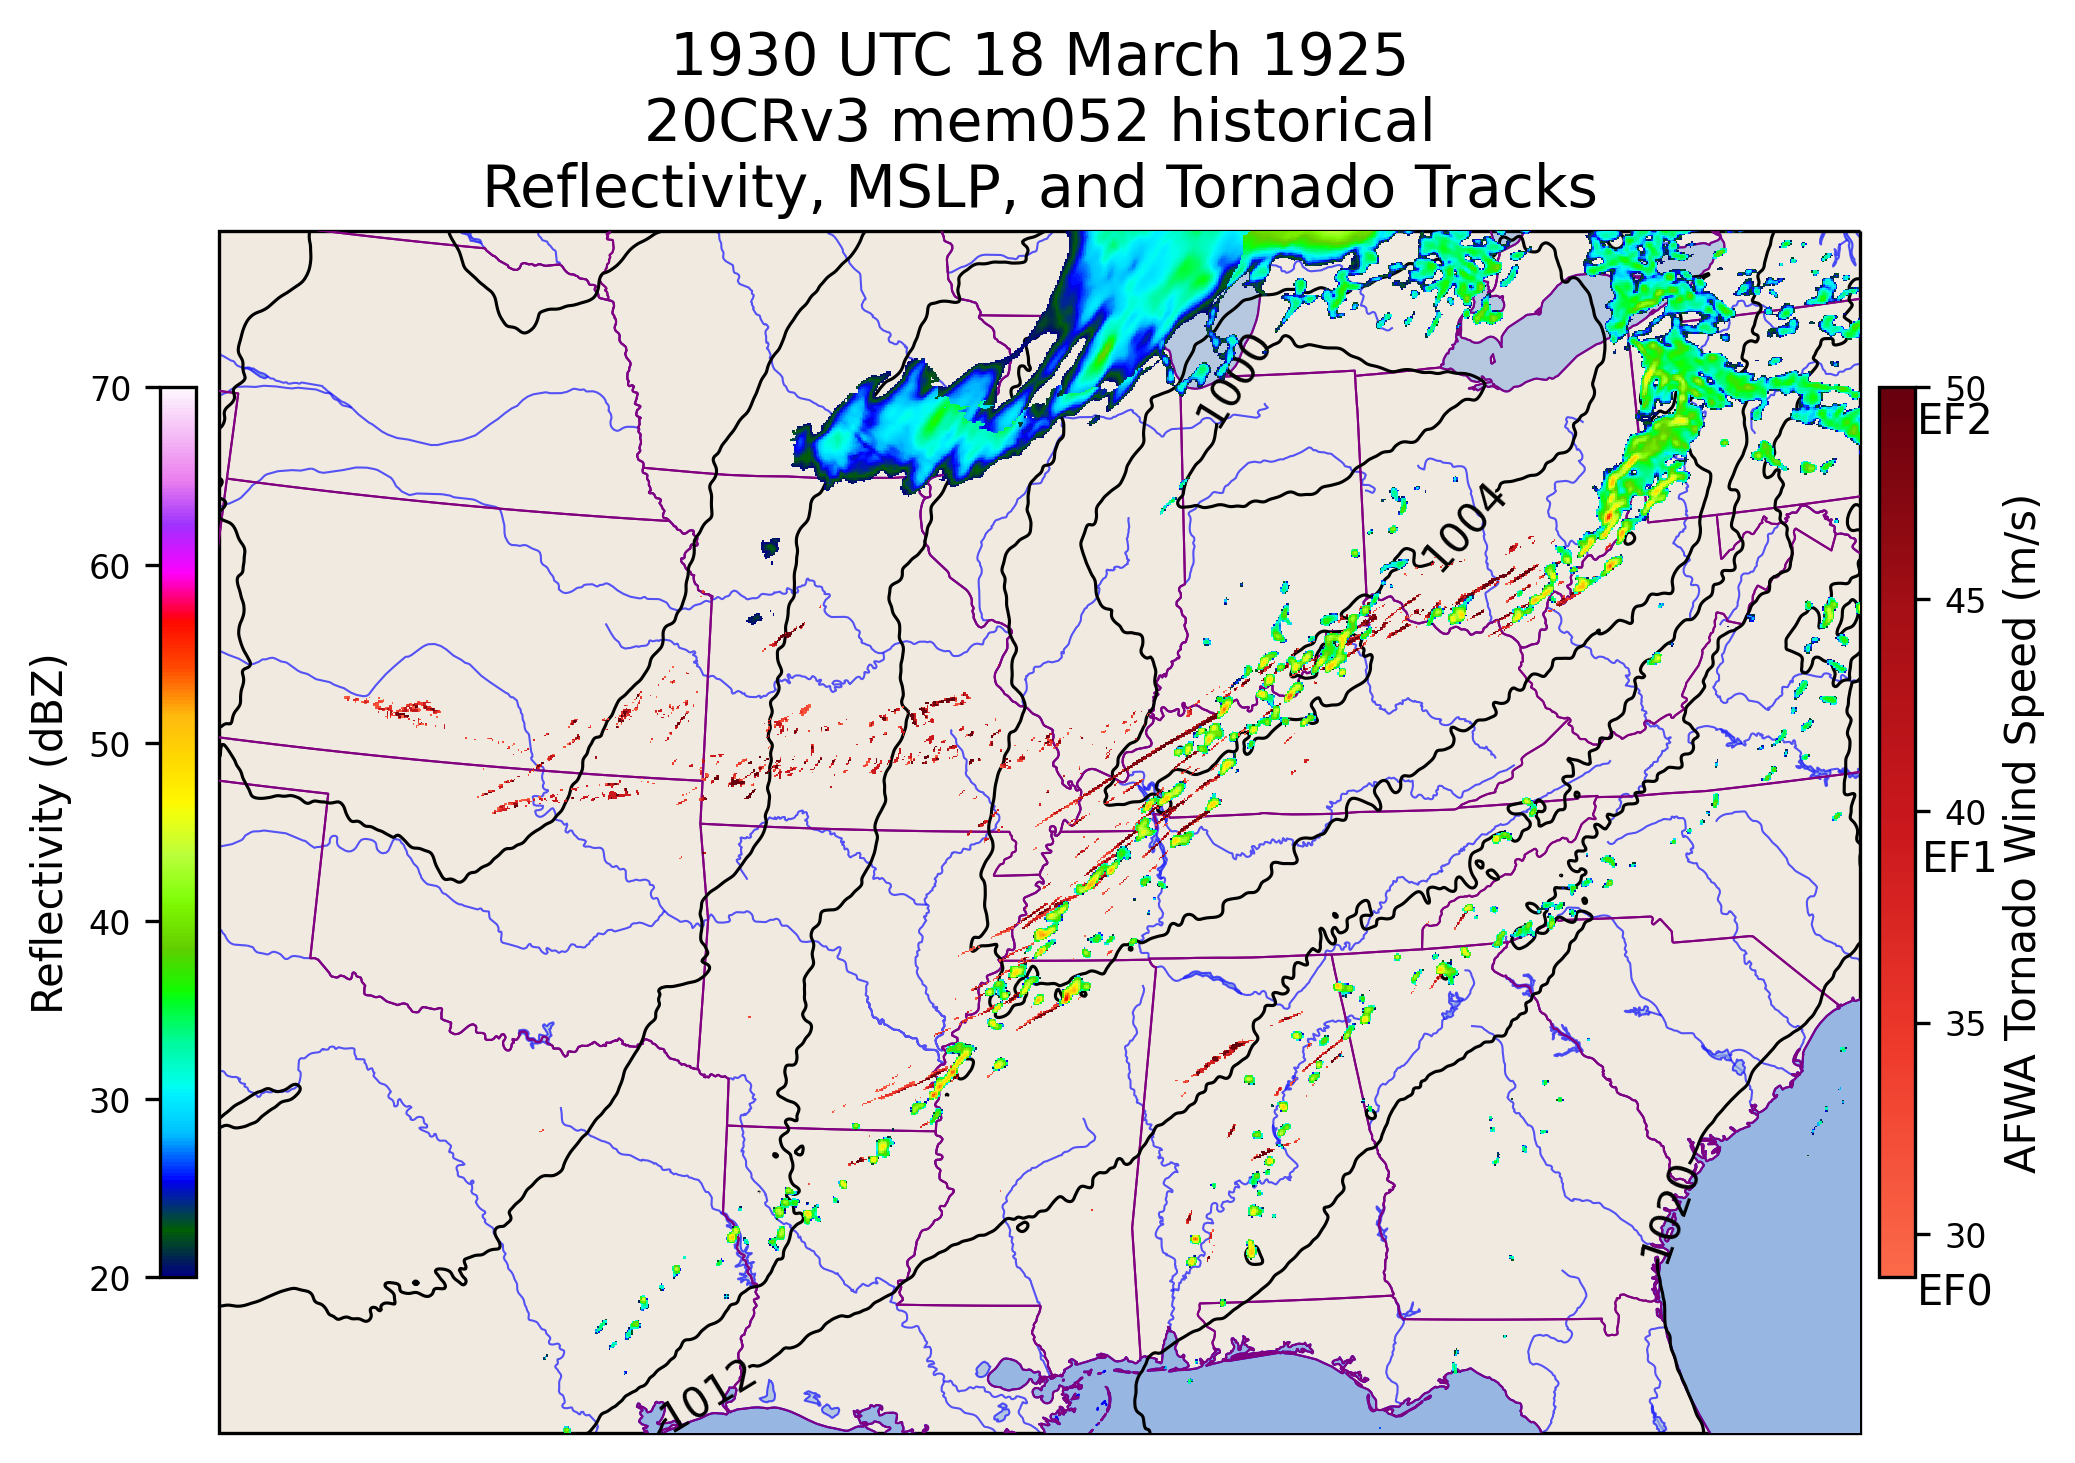 1930 UTC 18 March 1925
20CRv3 mem052 historical
Reflectivity, MSLP, and Tornado Tracks
Reflectivity (dBZ)
70
60
50
40
30
20
1000
1004
1012
1020
50
EF2
45
40
EF1
35
30
EF0
AFWA Tornado Wind Speed (m/s)